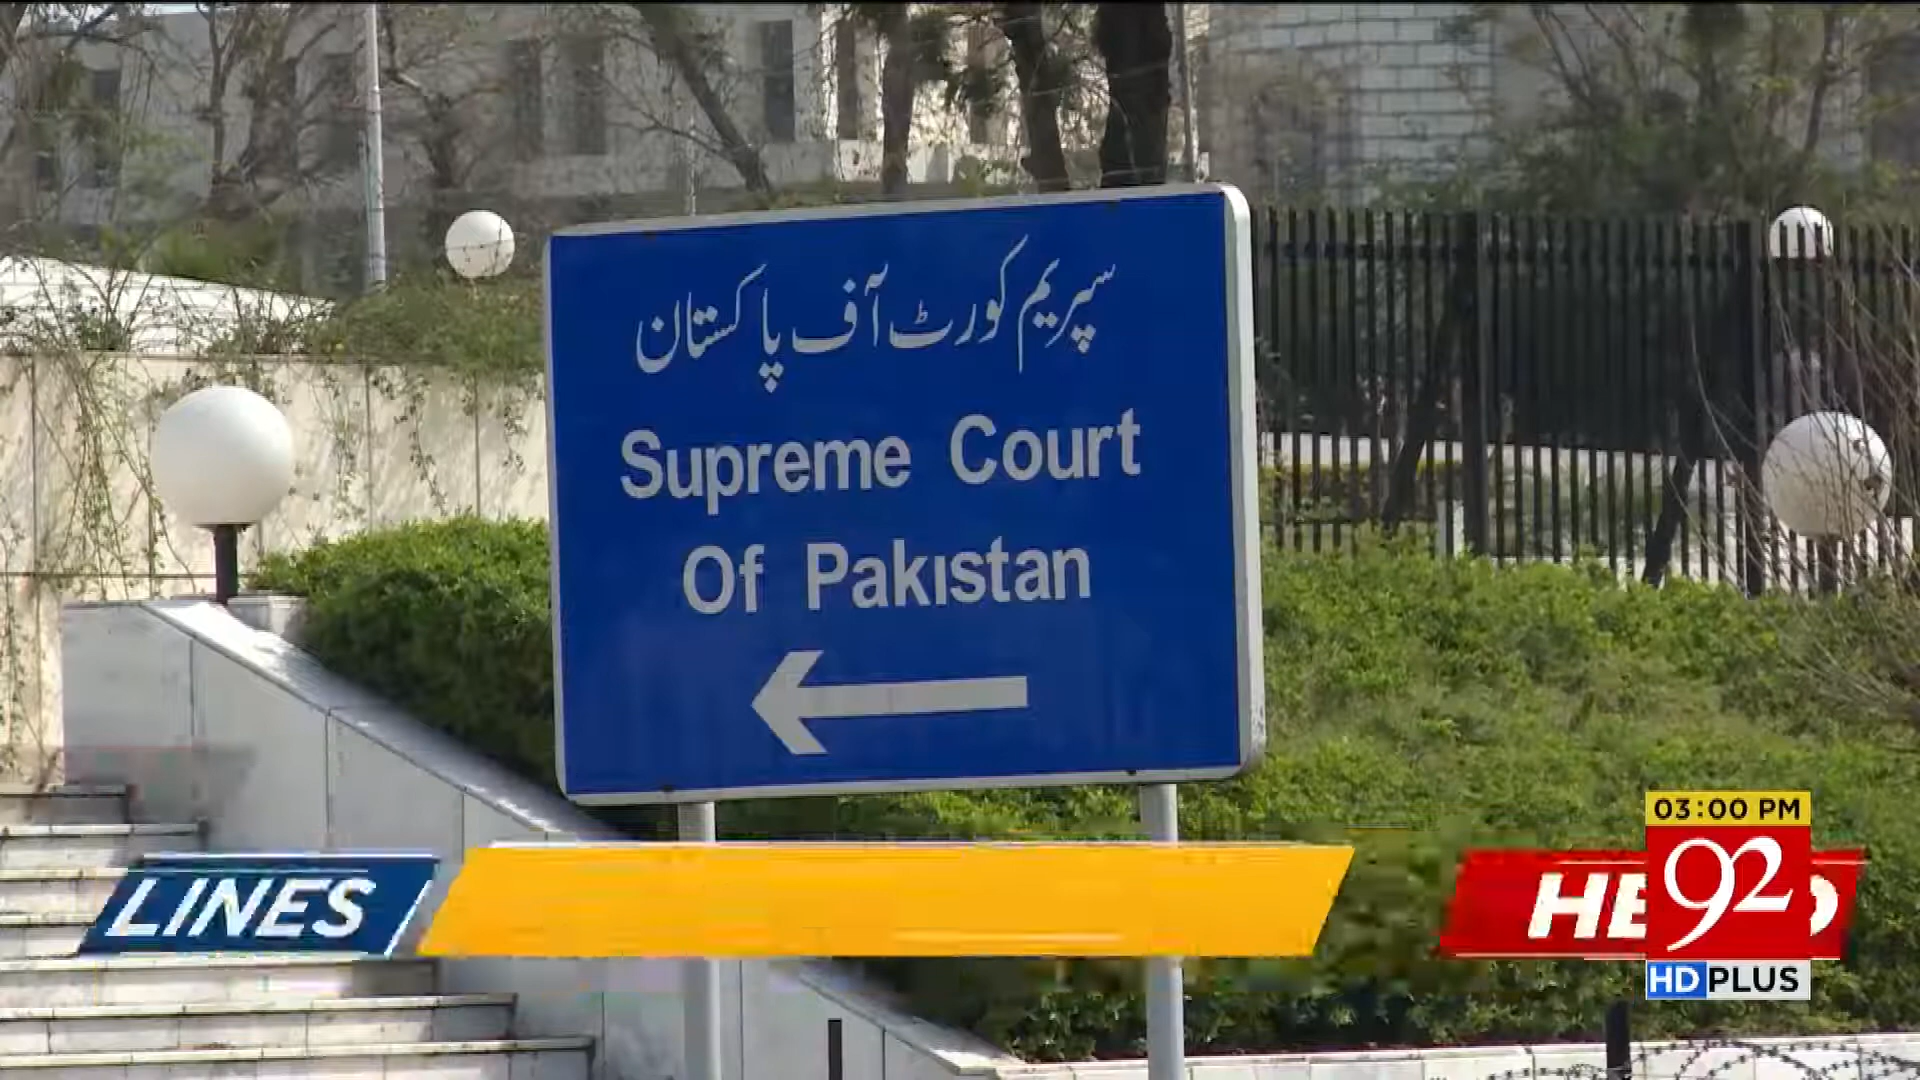 سپریم کورٹ آف پاکستان
Supreme Court
Of Pakistan
03:00 PM
LINES
92
HD PLUS